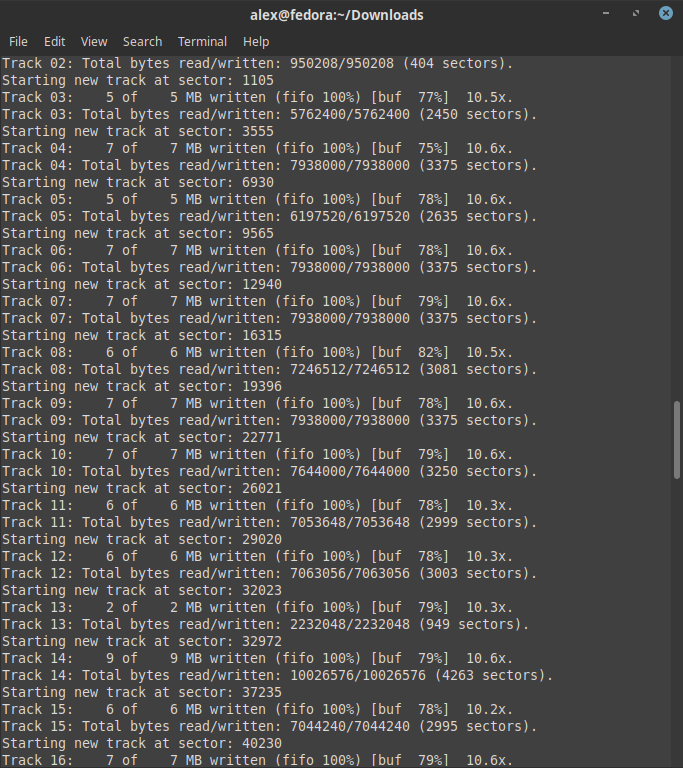 alex@fedora:~/Downloads
File Edit View Search Terminal Help
Track 02: Total bytes read/written: 950208/950208 (404 sectors).
Starting new track at sector: 1105
Track 03:    5 of    5 MB written (fifo 100%) [buf  77%]  10.5x.
Track 03: Total bytes read/written: 5762400/5762400 (2450 sectors).
Starting new track at sector: 3555
Track 04:    7 of    7 MB written (fifo 100%) [buf  75%]  10.6x.
Track 04: Total bytes read/written: 7938000/7938000 (3375 sectors).
Starting new track at sector: 6930
Track 05:    5 of    5 MB written (fifo 100%) [buf  78%]  10.6x.
Track 05: Total bytes read/written: 6197520/6197520 (2635 sectors).
Starting new track at sector: 9565
Track 06:    7 of    7 MB written (fifo 100%) [buf  78%]  10.6x.
Track 06: Total bytes read/written: 7938000/7938000 (3375 sectors).
Starting new track at sector: 12940
Track 07:    7 of    7 MB written (fifo 100%) [buf  79%]  10.6x.
Track 07: Total bytes read/written: 7938000/7938000 (3375 sectors).
Starting new track at sector: 16315
Track 08:    6 of    6 MB written (fifo 100%) [buf  82%]  10.5x.
Track 08: Total bytes read/written: 7246512/7246512 (3081 sectors).
Starting new track at sector: 19396
Track 09:    7 of    7 MB written (fifo 100%) [buf  78%]  10.6x.
Track 09: Total bytes read/written: 7938000/7938000 (3375 sectors).
Starting new track at sector: 22771
Track 10:    7 of    7 MB written (fifo 100%) [buf  79%]  10.6x.
Track 10: Total bytes read/written: 7644000/7644000 (3250 sectors).
Starting new track at sector: 26021
Track 11:    6 of    6 MB written (fifo 100%) [buf  78%]  10.3x.
Track 11: Total bytes read/written: 7053648/7053648 (2999 sectors).
Starting new track at sector: 29020
Track 12:    6 of    6 MB written (fifo 100%) [buf  78%]  10.3x.
Track 12: Total bytes read/written: 7063056/7063056 (3003 sectors).
Starting new track at sector: 32023
Track 13:    2 of    2 MB written (fifo 100%) [buf  79%]  10.3x.
Track 13: Total bytes read/written: 2232048/2232048 (949 sectors).
Starting new track at sector: 32972
Track 14:    9 of    9 MB written (fifo 100%) [buf  79%]  10.6x.
Track 14: Total bytes read/written: 10026576/10026576 (4263 sectors).
Starting new track at sector: 37235
Track 15:    6 of    6 MB written (fifo 100%) [buf  78%]  10.2x.
Track 15: Total bytes read/written: 7044240/7044240 (2995 sectors).
Starting new track at sector: 40230
Track 16:    7 of    7 MB written (fifo 100%) [buf  79%]  10.6x.